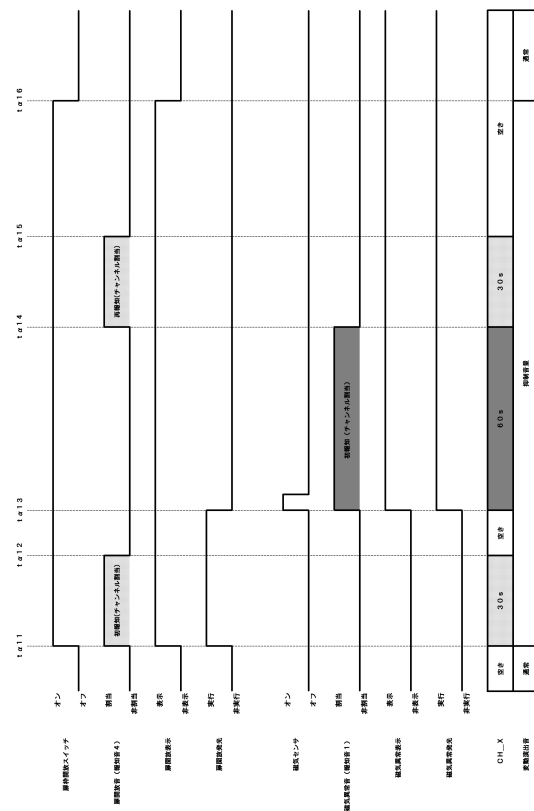 tα11
tα12
tα13
tα14
tα15
tα16
扉枠開放スイッチ
オン
オフ
扉開放音（報知音４）
割当
非割当
初報知(チャンネル割当)
再報知(チャンネル割当)
扉開放表示
表示
非表示
扉開放発光
実行
非実行
磁気センサ
オン
オフ
磁気異常音（報知音１）
割当
非割当
初報知（チャンネル割当）
磁気異常表示
表示
非表示
磁気異常発光
実行
非実行
ＣＨ＿Ｘ
空き
３０ｓ
空き
６０ｓ
３０ｓ
空き
変動演出音
通常
抑制音量
通常